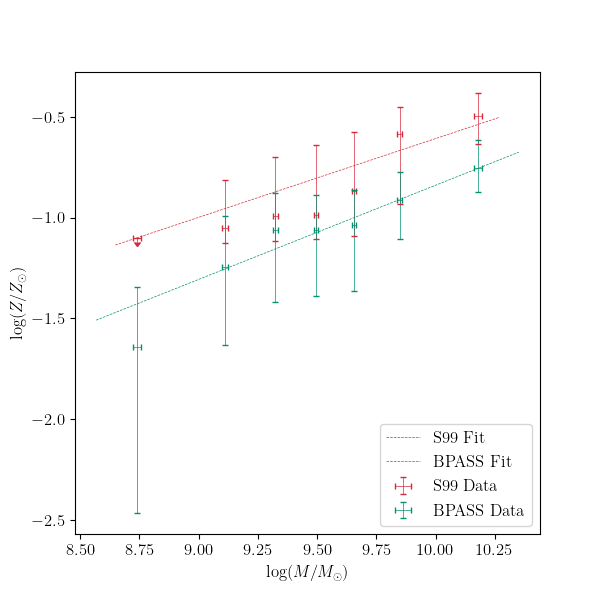 −0.5
−1.0
−1.5
−2.0
−2.5
log(Z/Z⊙)
8.50 8.75 9.00 9.25 9.50 9.75 10.00 10.25
log(M/M⊙)
S99 Fit
BPASS Fit
S99 Data
BPASS Data